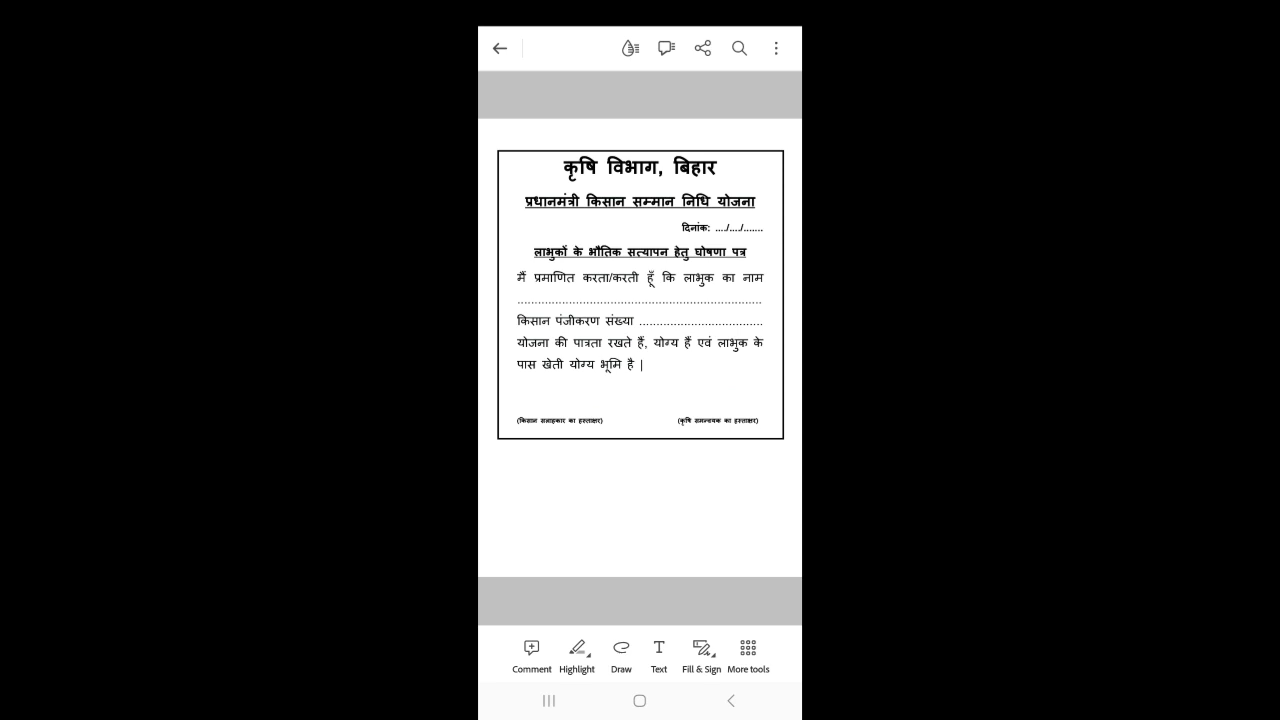 कृषि विभाग, बिहार
प्रधानमंत्री किसान सम्मान निधि योजना
दिनांक: ..../..../.......
लाभुकों के भौतिक सत्यापन हेतु घोषणा पत्र
मैं प्रमाणित करता/करती हूँ कि लाभुक का नाम
.......................................................................
किसान पंजीकरण संख्या ....................................
योजना की पात्रता रखते हैं, योग्य हैं एवं लाभुक के
पास खेती योग्य भूमि है |
(किसान सलाहकार का हस्ताक्षर) (कृषि समन्वयक का हस्ताक्षर)
Comment Highlight Draw Text Fill & Sign More tools